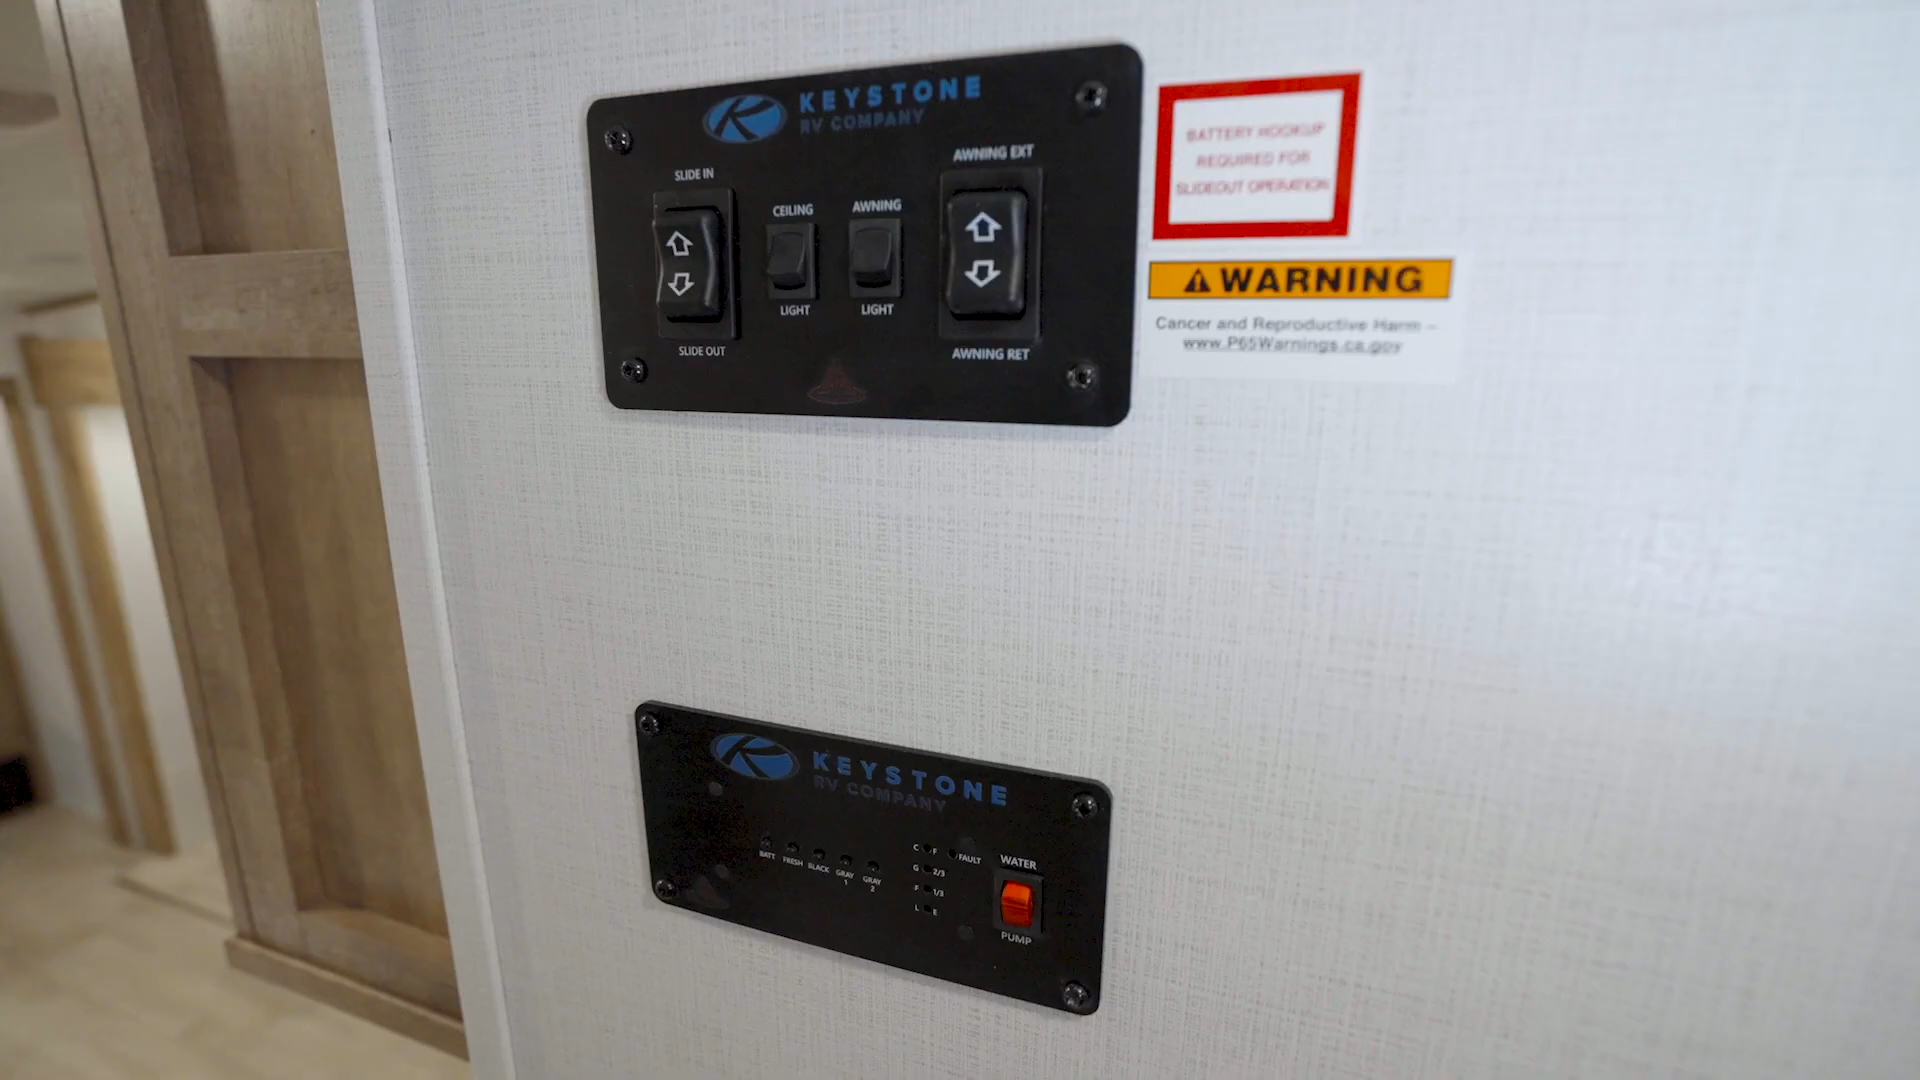 KEYSTONE
RV COMPANY
SLIDE IN
SLIDE OUT
CEILING
LIGHT
AWNING
LIGHT
AWNING EXT
AWNING RET
BATTERY HOOKUP
REQUIRED FOR
SLIDEOUT OPERATION
WARNING
Cancer and Reproductive Harm –
www.P65Warnings.ca.gov
KEYSTONE
RV COMPANY
BATT
FRESH
BLACK
GRAY
1
GRAY
2
C F
G 2/3
F 1/3
L E
FAULT
WATER
PUMP